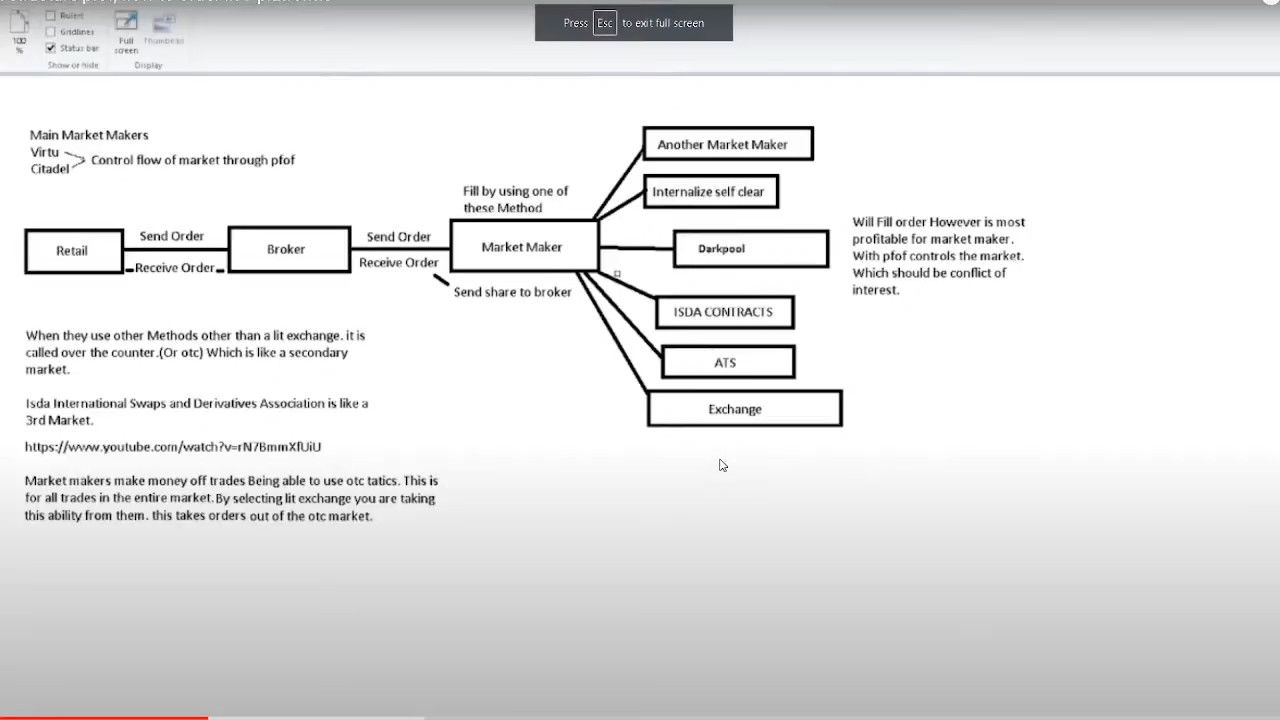 Press Esc to exit full screen
Rulers
Gridlines
Status bar
100
%
Full
screen
Thumbnail
Show or hide
Display
Main Market Makers
Virtu
Citadel
Control flow of market through pfof
Fill by using one of
these Method
Retail
Send Order
Receive Order
Broker
Send Order
Receive Order
Market Maker
Send share to broker
Another Market Maker
Internalize self clear
Darkpool
ISDA CONTRACTS
ATS
Exchange
Will Fill order However is most
profitable for market maker.
With pfof controls the market.
Which should be conflict of
interest.
When they use other Methods other than a lit exchange. it is
called over the counter.(Or otc) Which is like a secondary
market.
Isda International Swaps and Derivatives Association is like a
3rd Market.
https://www.youtube.com/watch?v=rN7BmmXfUiU
Market makers make money off trades Being able to use otc tatics. This is
for all trades in the entire market. By selecting lit exchange you are taking
this ability from them. this takes orders out of the otc market.